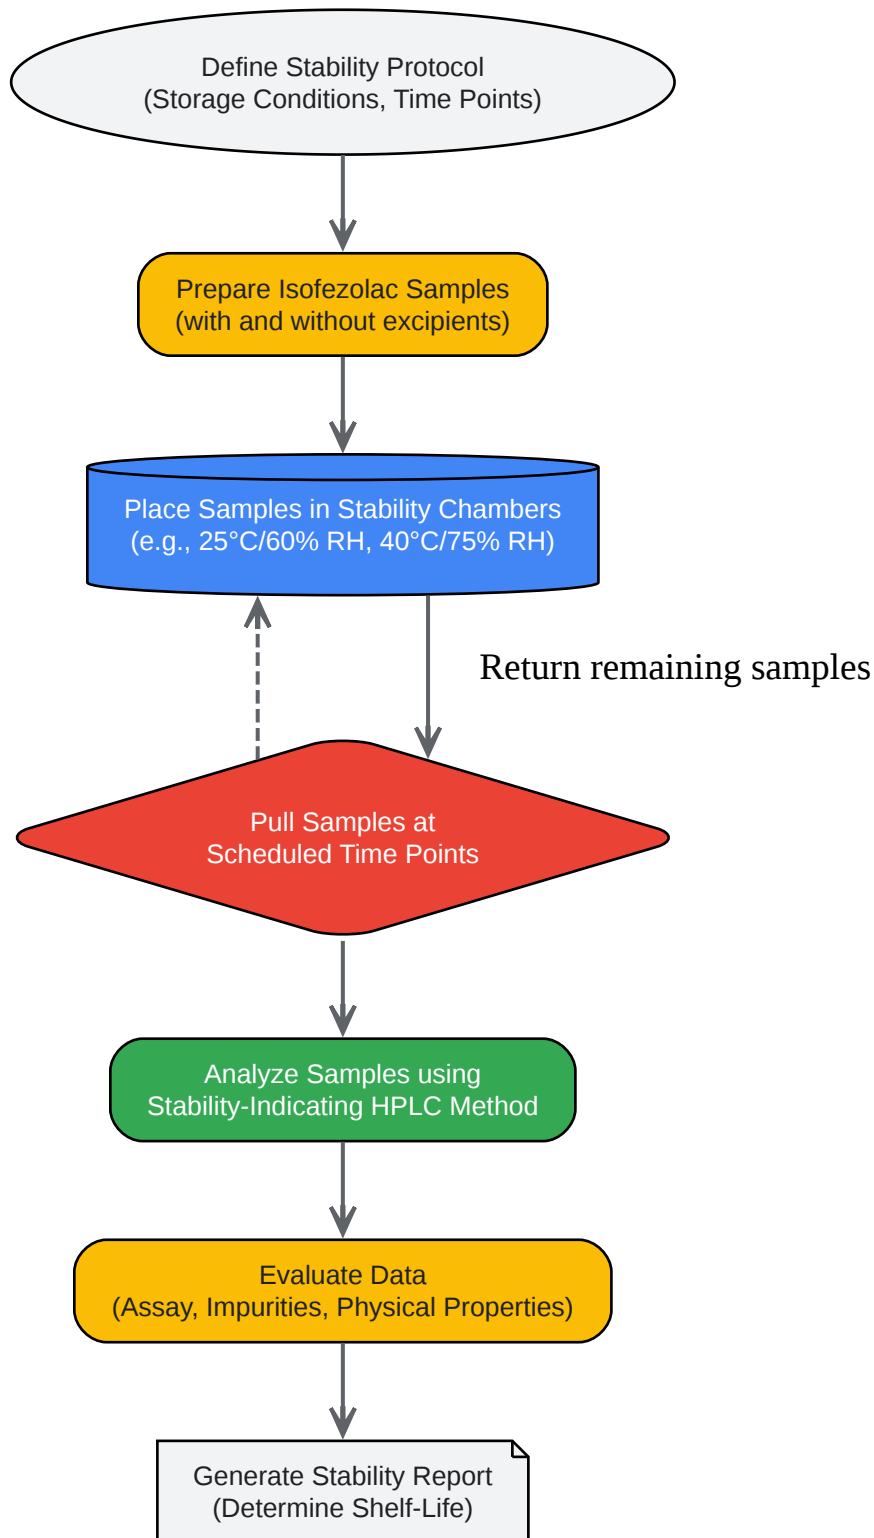 Define Stability Protocol
(Storage Conditions, Time Points)
Prepare Isofezolac Samples
(with and without excipients)
Place Samples in Stability Chambers
(e.g., 25°C/60% RH, 40°C/75% RH)
Return remaining samples
Pull Samples at
Scheduled Time Points
Analyze Samples using
Stability-Indicating HPLC Method
Evaluate Data
(Assay, Impurities, Physical Properties)
Generate Stability Report
(Determine Shelf-Life)